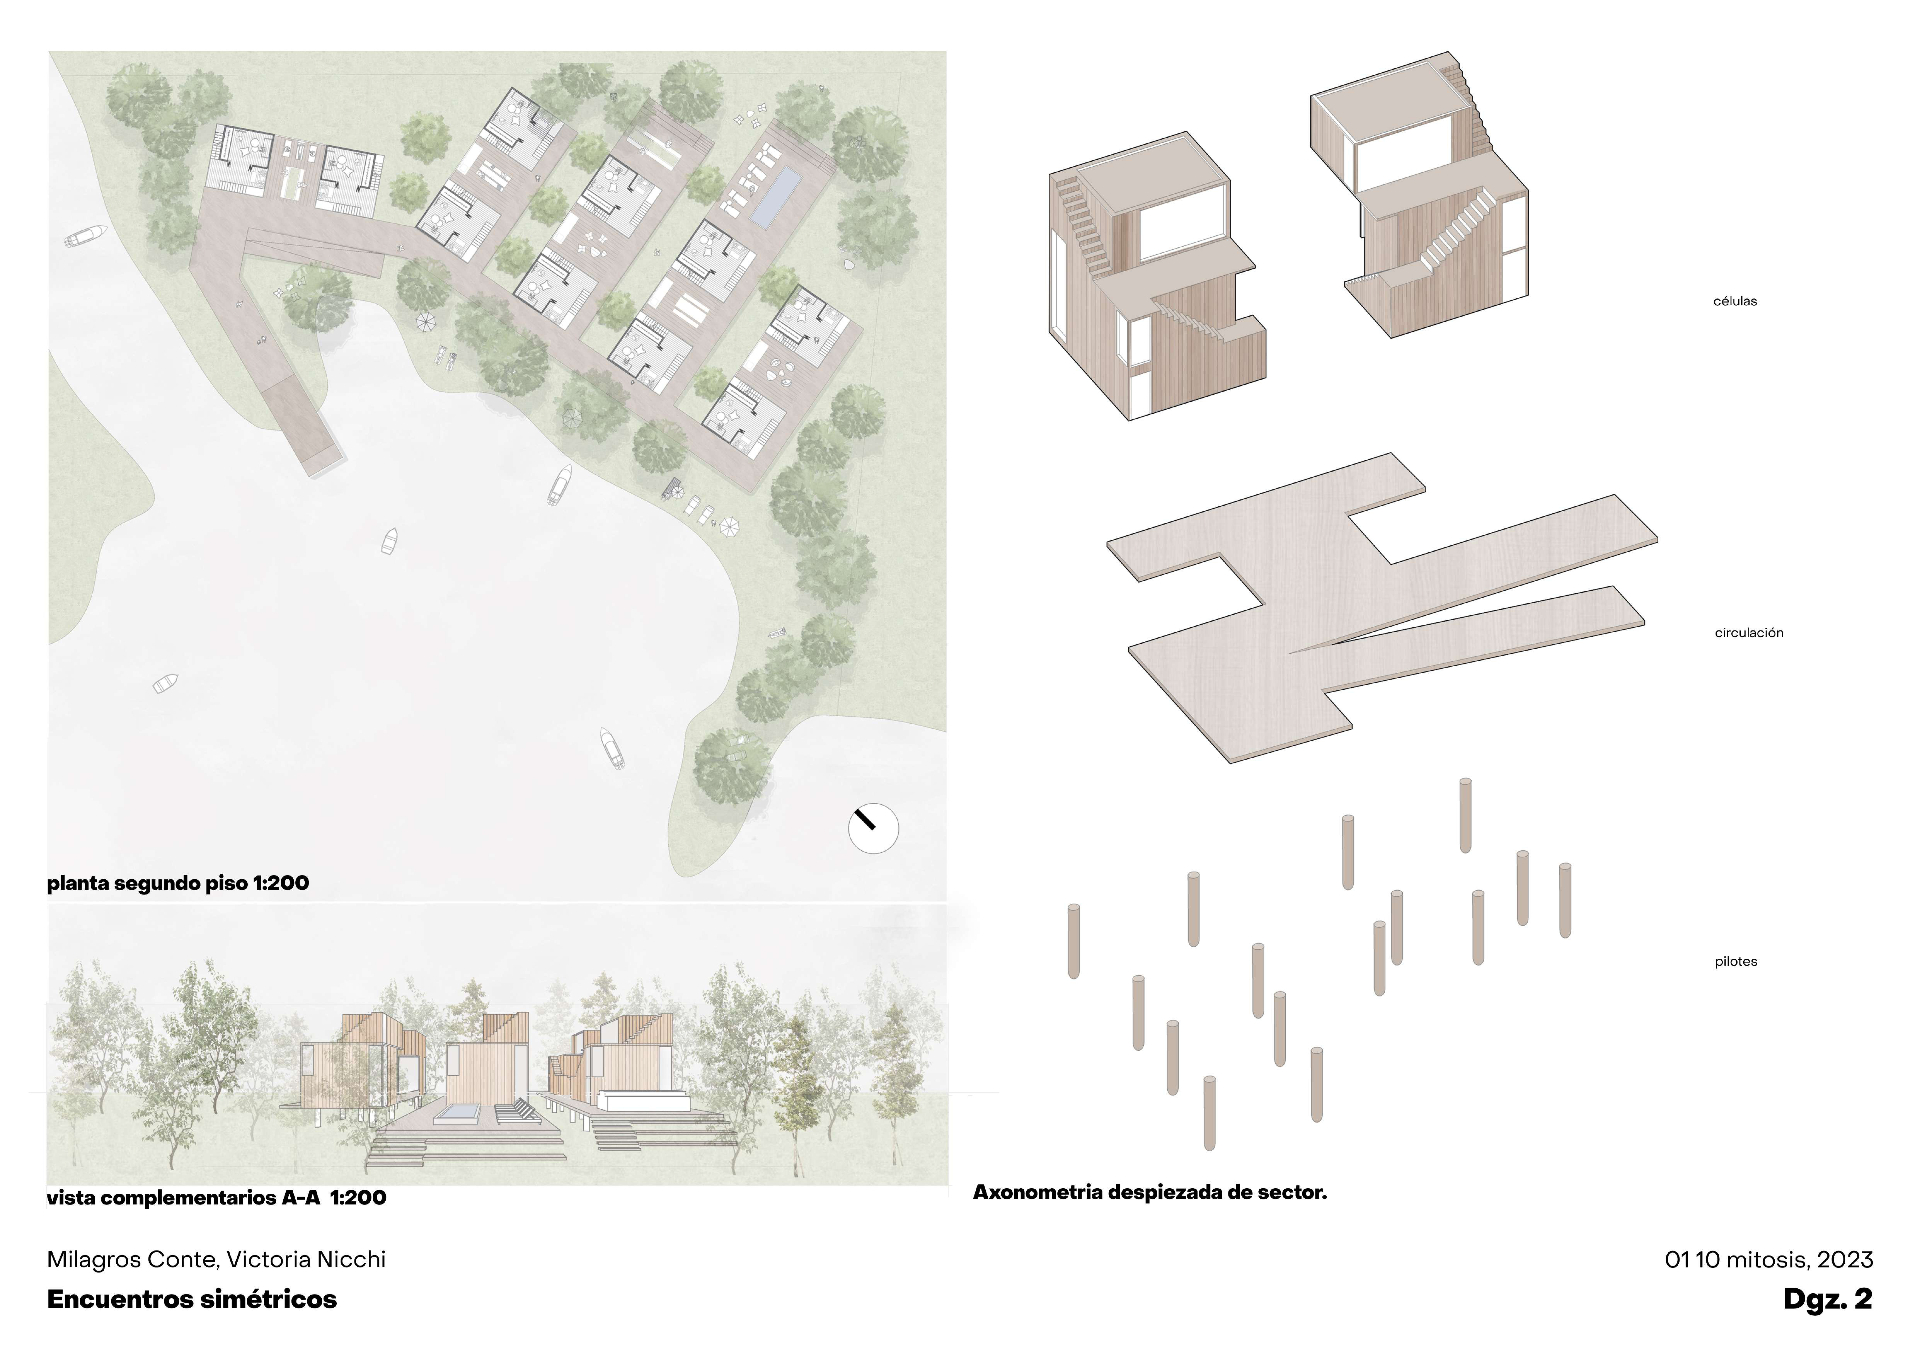 células
circulación
pilotes
planta segundo piso 1:200
vista complementarios A-A 1:200
Axonometria despiezada de sector.
Milagros Conte, Victoria Nicchi
Encuentros simétricos
01 10 mitosis, 2023
Dgz. 2